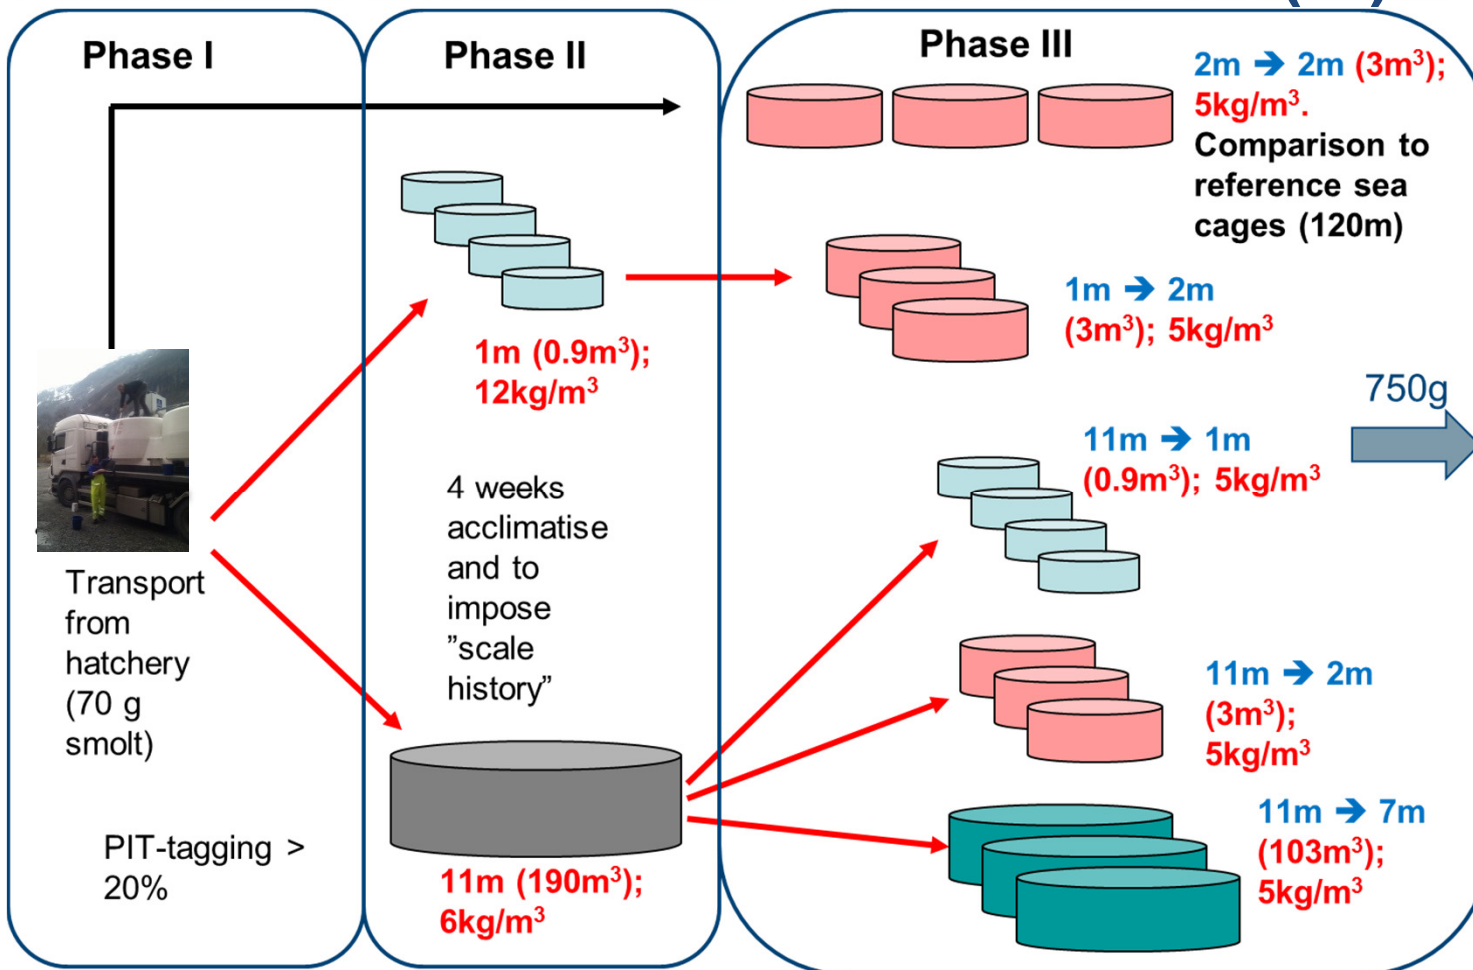 Phase I
Phase II
Phase III
2m ➔ 2m (3m³);
5kg/m³.
Comparison to
reference sea
cages (120m)
1m ➔ 2m
(3m³); 5kg/m³
1m (0.9m³);
12kg/m³
750g
11m ➔ 1m
(0.9m³); 5kg/m³
4 weeks
acclimatise
and to
impose
”scale
history”
Transport
from
hatchery
(70 g
smolt)
11m ➔ 2m
(3m³);
5kg/m³
11m ➔ 7m
(103m³);
5kg/m³
PIT-tagging >
20%
11m (190m³);
6kg/m³